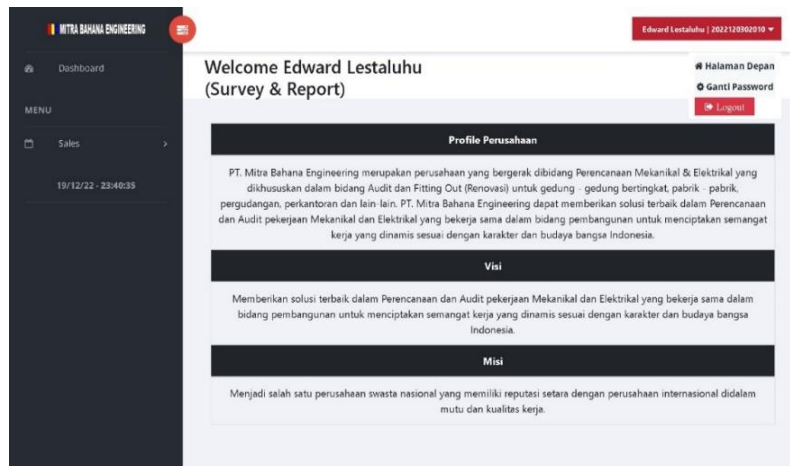 MITRA BAHANA ENGINEERING
Edward Lestaluhu | 2022120302010
Dashboard
MENU
Sales
19/12/22 - 23:40:35
Welcome Edward Lestaluhu
(Survey & Report)
Halaman Depan
Ganti Password
Logout
Profile Perusahaan
PT. Mitra Bahana Engineering merupakan perusahaan yang bergerak dibidang Perencanaan Mekanikal & Elektrikal yang
dikhususkan dalam bidang Audit dan Fitting Out (Renovasi) untuk gedung - gedung bertingkat, pabrik - pabrik,
pergudangan, perkantoran dan lain-lain. PT. Mitra Bahana Engineering dapat memberikan solusi terbaik dalam Perencanaan
dan Audit pekerjaan Mekanikal dan Elektrikal yang bekerja sama dalam bidang pembangunan untuk menciptakan semangat
kerja yang dinamis sesuai dengan karakter dan budaya bangsa Indonesia.
Visi
Memberikan solusi terbaik dalam Perencanaan dan Audit pekerjaan Mekanikal dan Elektrikal yang bekerja sama dalam
bidang pembangunan untuk menciptakan semangat kerja yang dinamis sesuai dengan karakter dan budaya bangsa
Indonesia.
Misi
Menjadi salah satu perusahaan swasta nasional yang memiliki reputasi setara dengan perusahaan internasional didalam
mutu dan kualitas kerja.